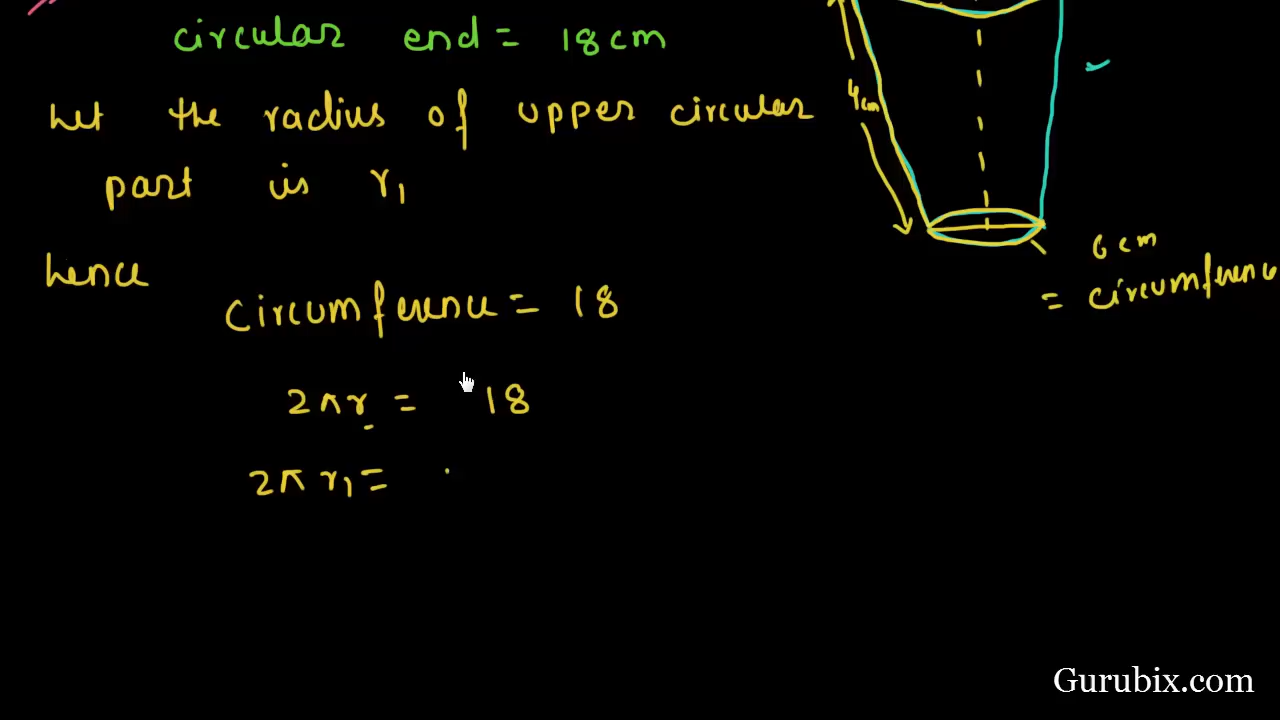 circular end = 18cm
Let the radius of upper circular
part is r₁
hence
circumference = 18
2πr = 18
2πr₁ =
4cm
6cm
= circumference
Gurubix.com